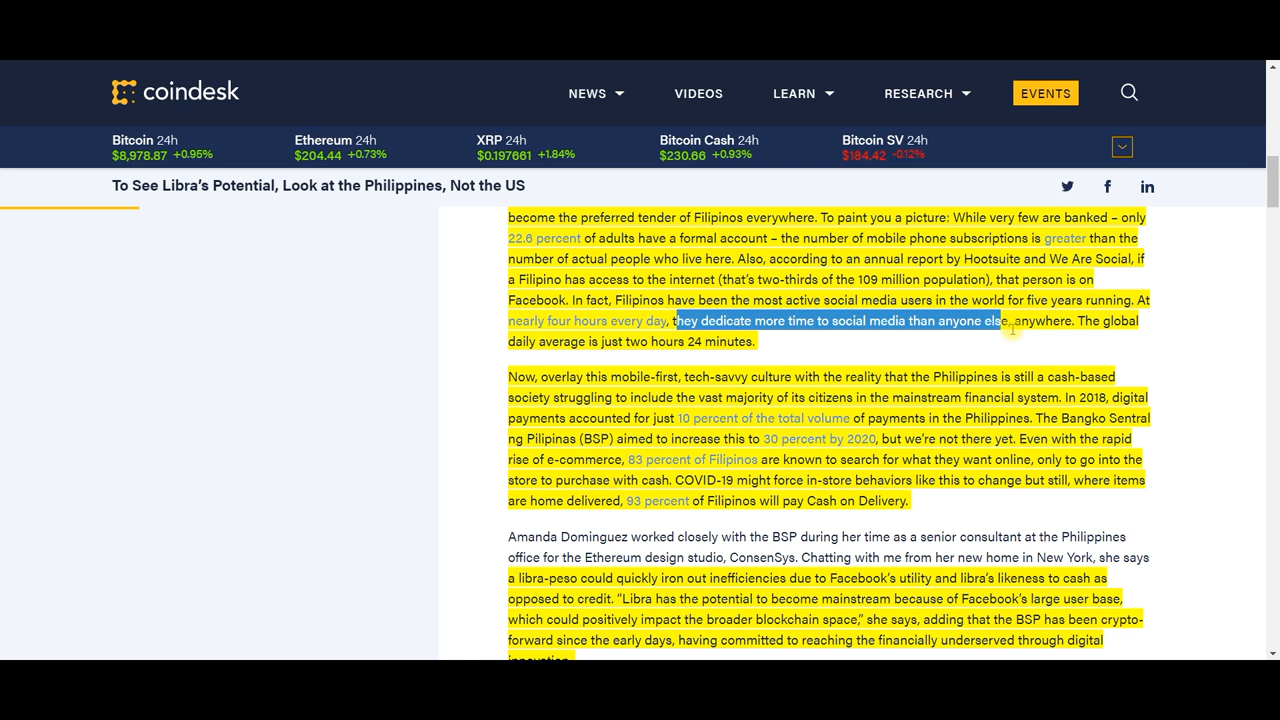 coindesk
NEWS VIDEOS LEARN RESEARCH EVENTS
Bitcoin 24h Ethereum 24h XRP 24h Bitcoin Cash 24h Bitcoin SV 24h
$8,978.87 +0.95% $204.44 +0.73% $0.197661 +1.84% $230.66 +0.93% $184.42 -0.12%
To See Libra's Potential, Look at the Philippines, Not the US
become the preferred tender of Filipinos everywhere. To paint you a picture: While very few are banked – only
22.6 percent of adults have a formal account – the number of mobile phone subscriptions is greater than the
number of actual people who live here. Also, according to an annual report by Hootsuite and We Are Social, if
a Filipino has access to the internet (that's two-thirds of the 109 million population), that person is on
Facebook. In fact, Filipinos have been the most active social media users in the world for five years running. At
nearly four hours every day, they dedicate more time to social media than anyone else, anywhere. The global
daily average is just two hours 24 minutes.
Now, overlay this mobile-first, tech-savvy culture with the reality that the Philippines is still a cash-based
society struggling to include the vast majority of its citizens in the mainstream financial system. In 2018, digital
payments accounted for just 10 percent of the total volume of payments in the Philippines. The Bangko Sentral
ng Pilipinas (BSP) aimed to increase this to 30 percent by 2020, but we're not there yet. Even with the rapid
rise of e-commerce, 83 percent of Filipinos are known to search for what they want online, only to go into the
store to purchase with cash. COVID-19 might force in-store behaviors like this to change but still, where items
are home delivered, 93 percent of Filipinos will pay Cash on Delivery.
Amanda Dominguez worked closely with the BSP during her time as a senior consultant at the Philippines
office for the Ethereum design studio, ConsenSys. Chatting with me from her new home in New York, she says
a libra-peso could quickly iron out inefficiencies due to Facebook's utility and libra's likeness to cash as
opposed to credit. "Libra has the potential to become mainstream because of Facebook's large user base,
which could positively impact the broader blockchain space," she says, adding that the BSP has been crypto-
forward since the early days, having committed to reaching the financially underserved through digital
innovation.